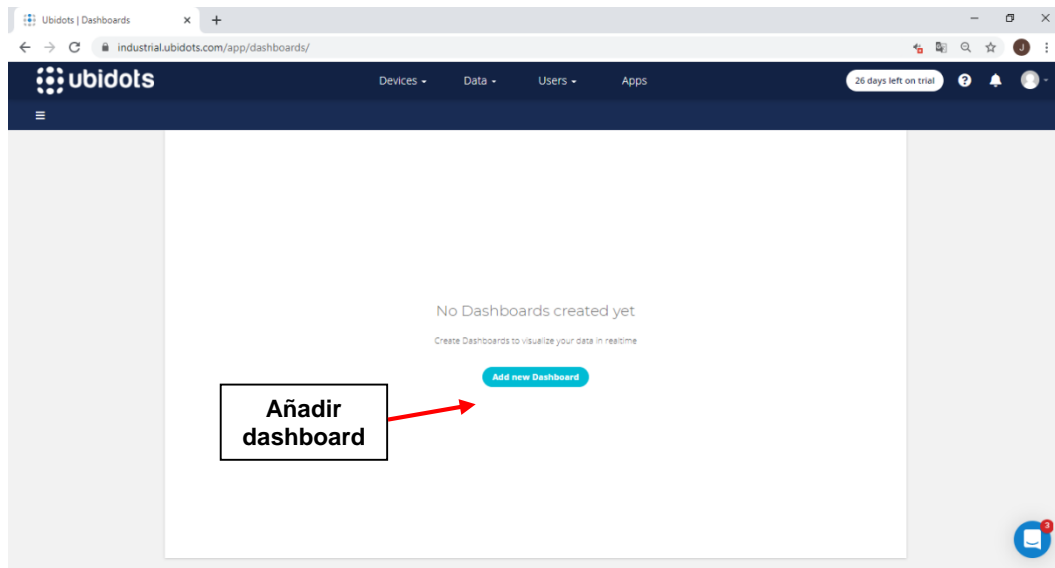 Ubidots | Dashboards
industrial.ubidots.com/app/dashboards/
J
ubidots
Devices
Data
Users
Apps
26 days left on trial
?
No Dashboards created yet
Create Dashboards to visualize your data in realtime
Add new Dashboard
Añadir
dashboard
3